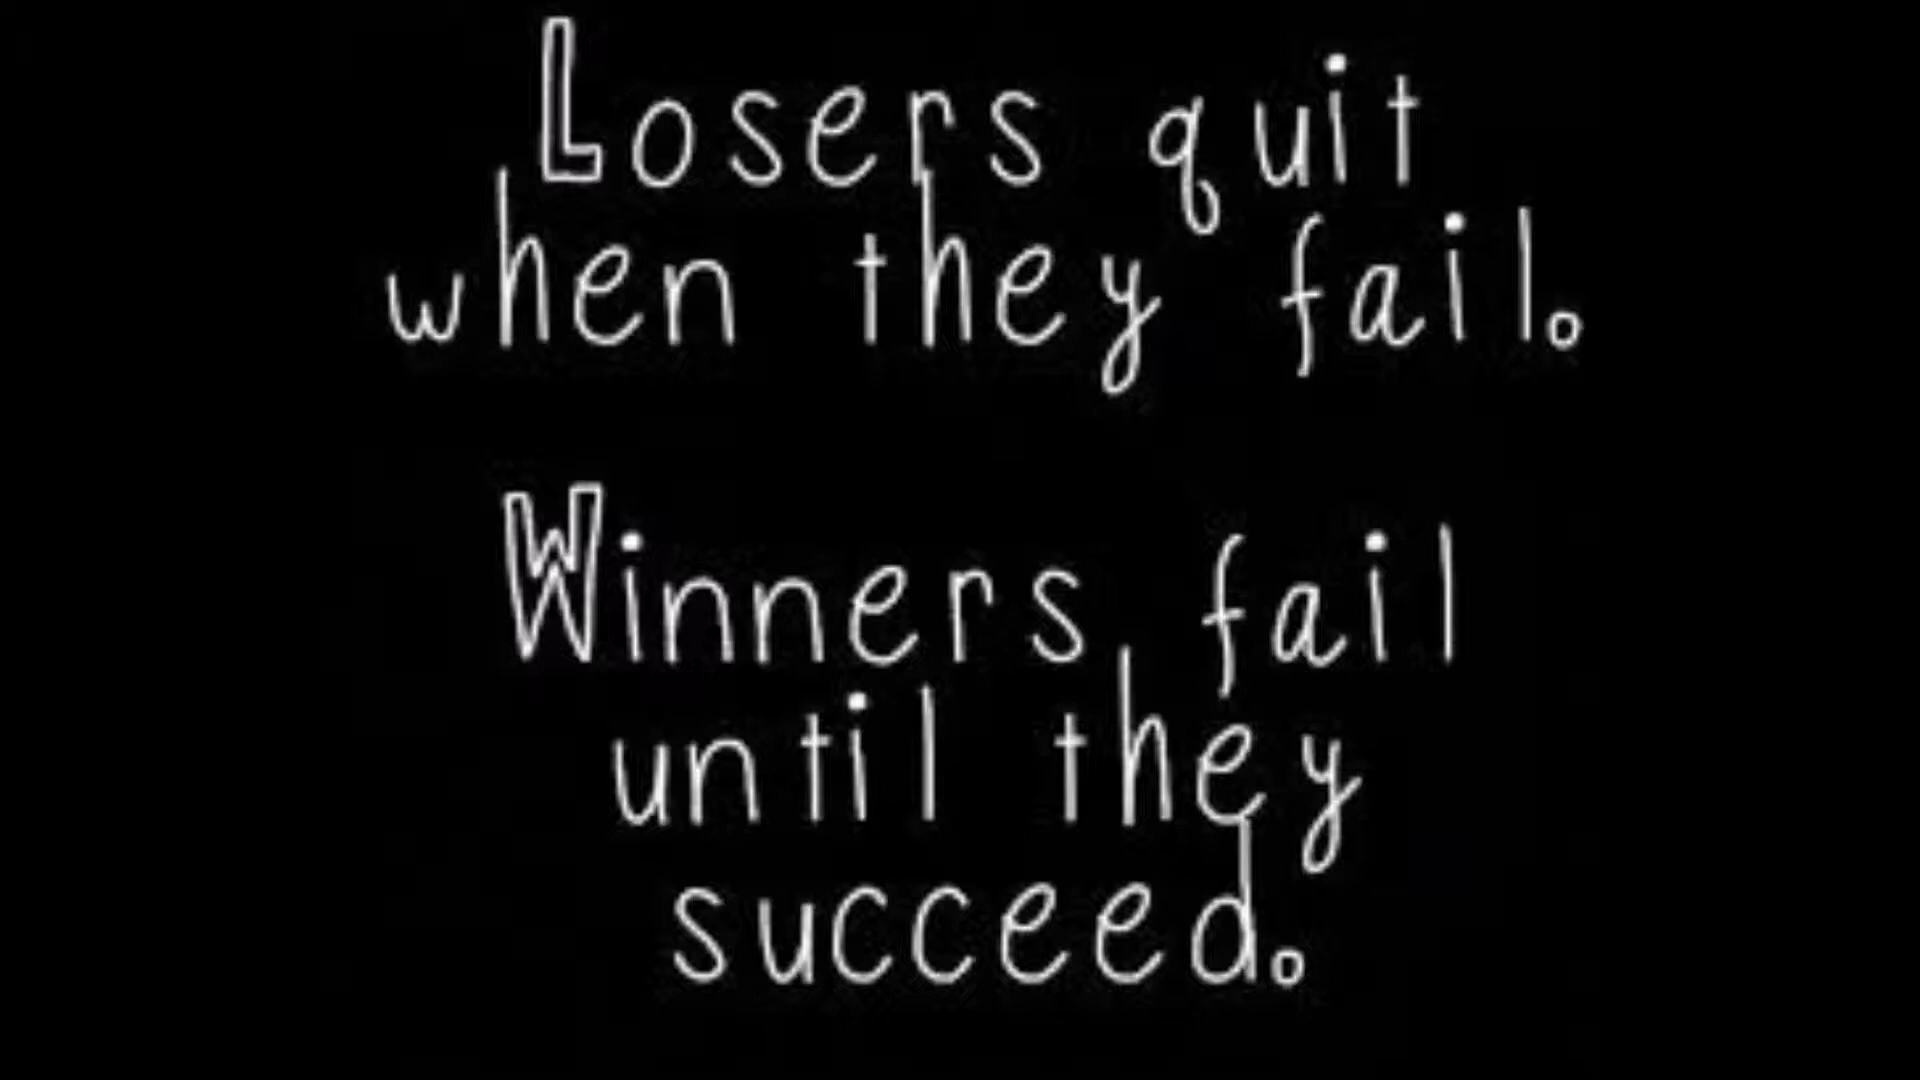 Losers quit
when they fail.
Winners fail
until they
succeed.